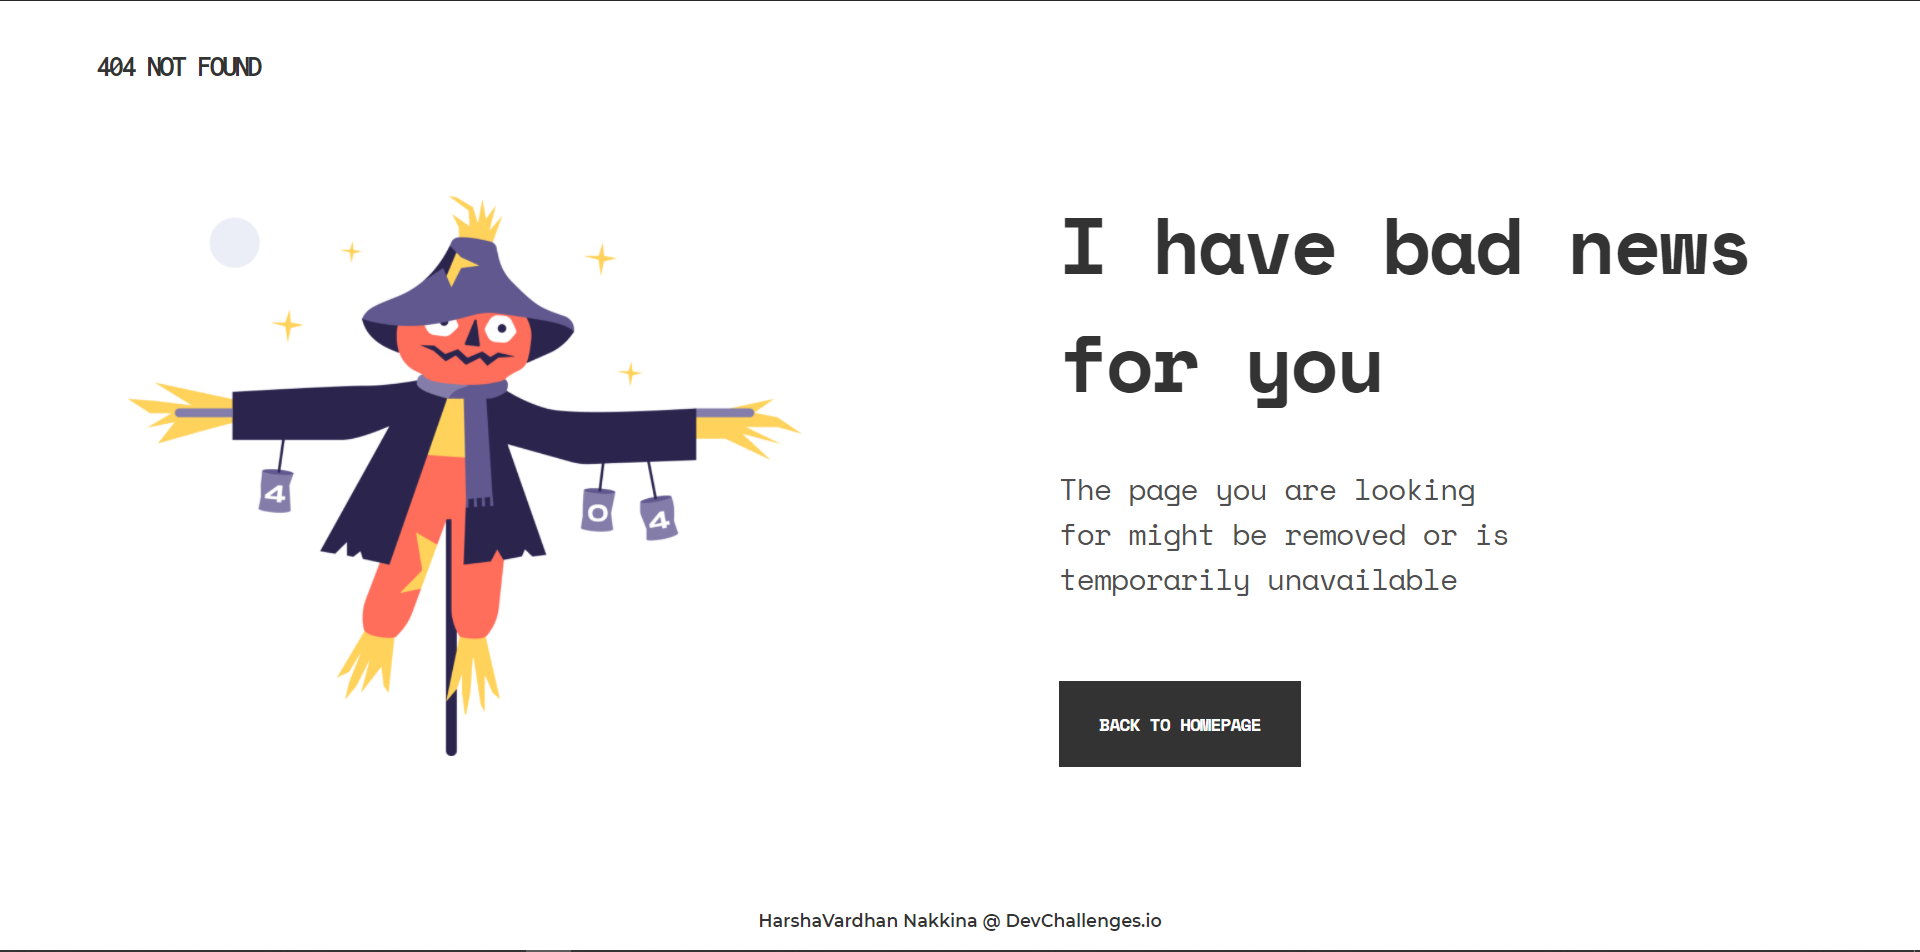 404 NOT FOUND
I have bad news
for you
4
0
4
The page you are looking
for might be removed or is
temporarily unavailable
BACK TO HOMEPAGE
HarshaVardhan Nakkina @ DevChallenges.io